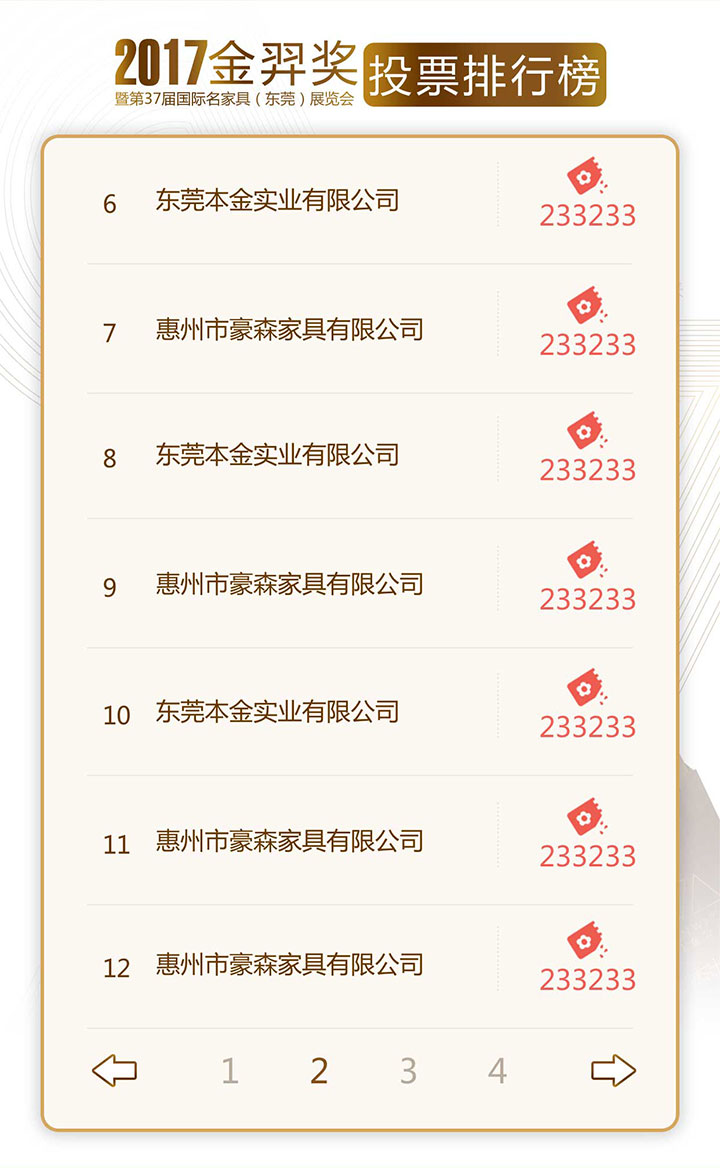 2017金羿奖 投票排行榜
暨第37届国际名家具（东莞）展览会
6 东莞本金实业有限公司 233233
7 惠州市豪森家具有限公司 233233
8 东莞本金实业有限公司 233233
9 惠州市豪森家具有限公司 233233
10 东莞本金实业有限公司 233233
11 惠州市豪森家具有限公司 233233
12 惠州市豪森家具有限公司 233233
1 2 3 4